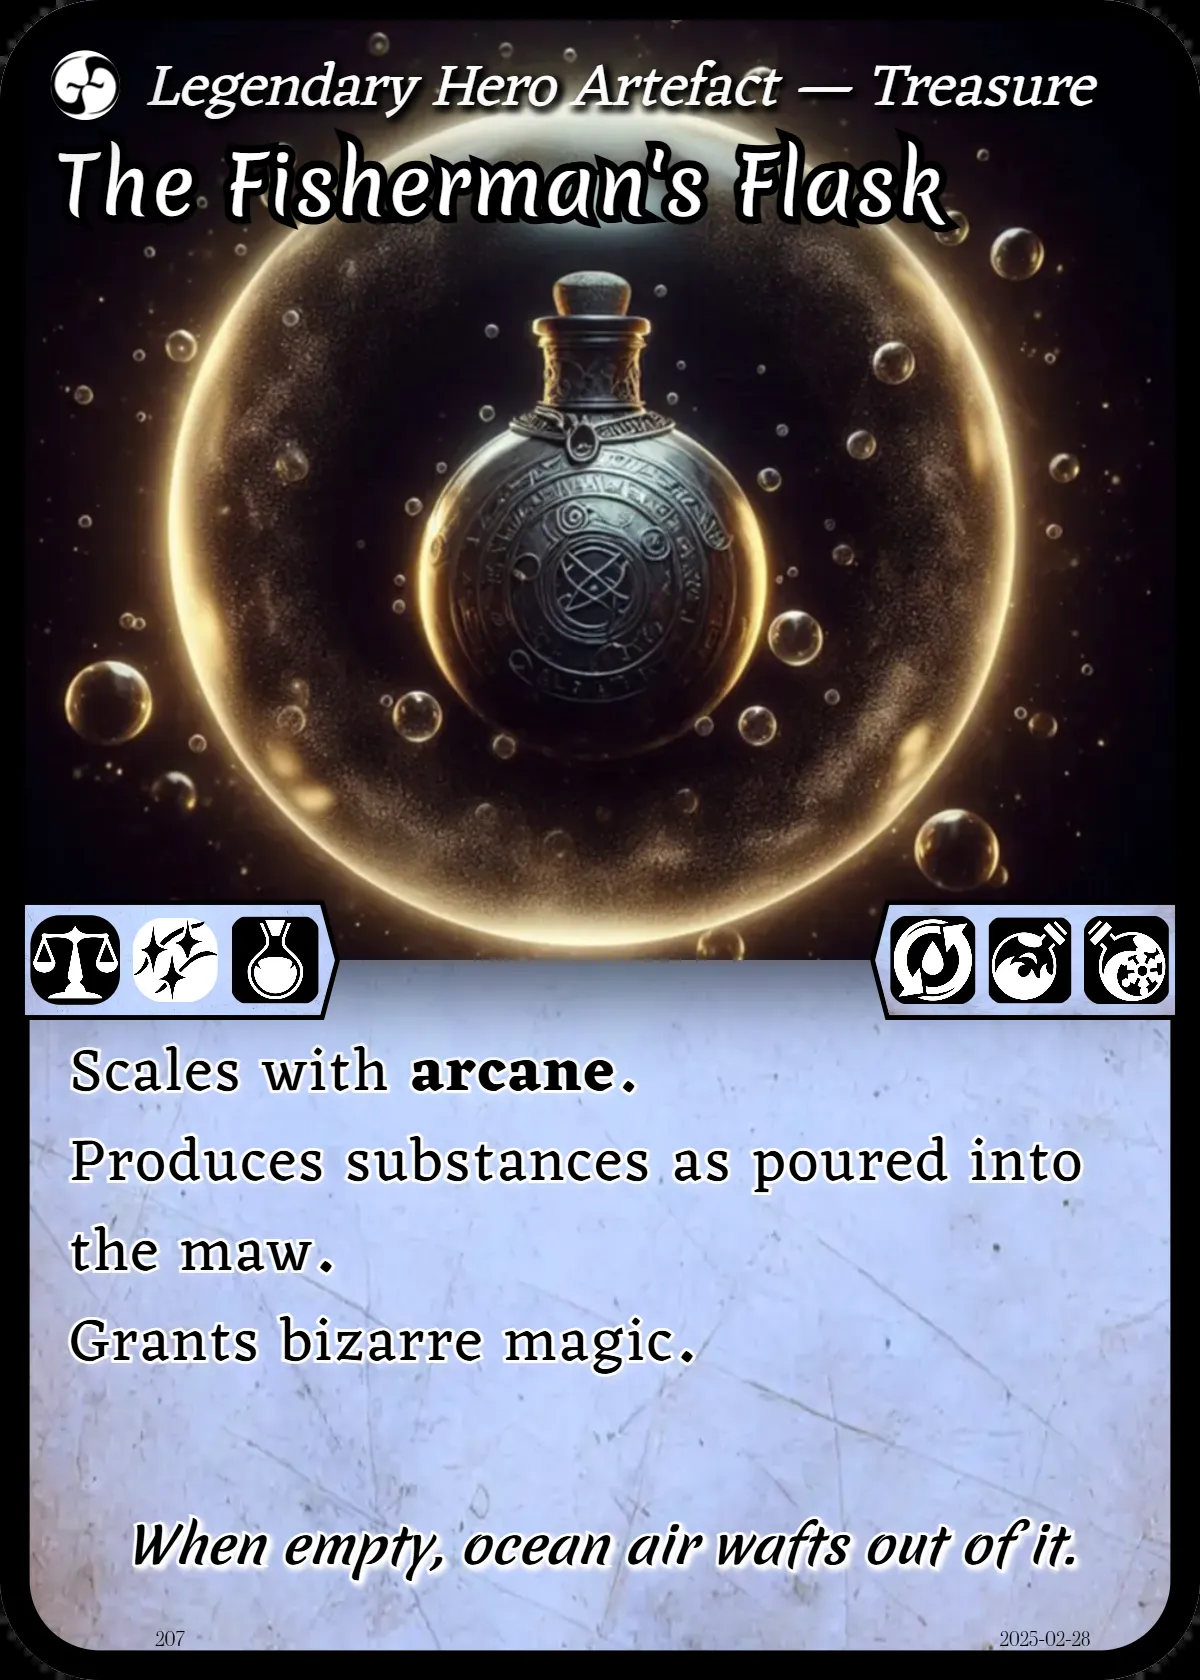 Legendary Hero Artefact — Treasure
The Fisherman's Flask
Scales with arcane.
Produces substances as poured into
the maw.
Grants bizarre magic.
When empty, ocean air wafts out of it.
207
2025-02-28